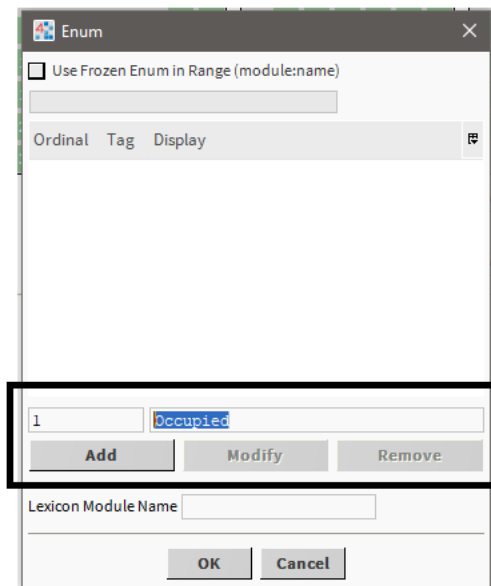 Enum
Use Frozen Enum in Range (module:name)
Ordinal Tag Display
1 Occupied
Add Modify Remove
Lexicon Module Name
OK Cancel